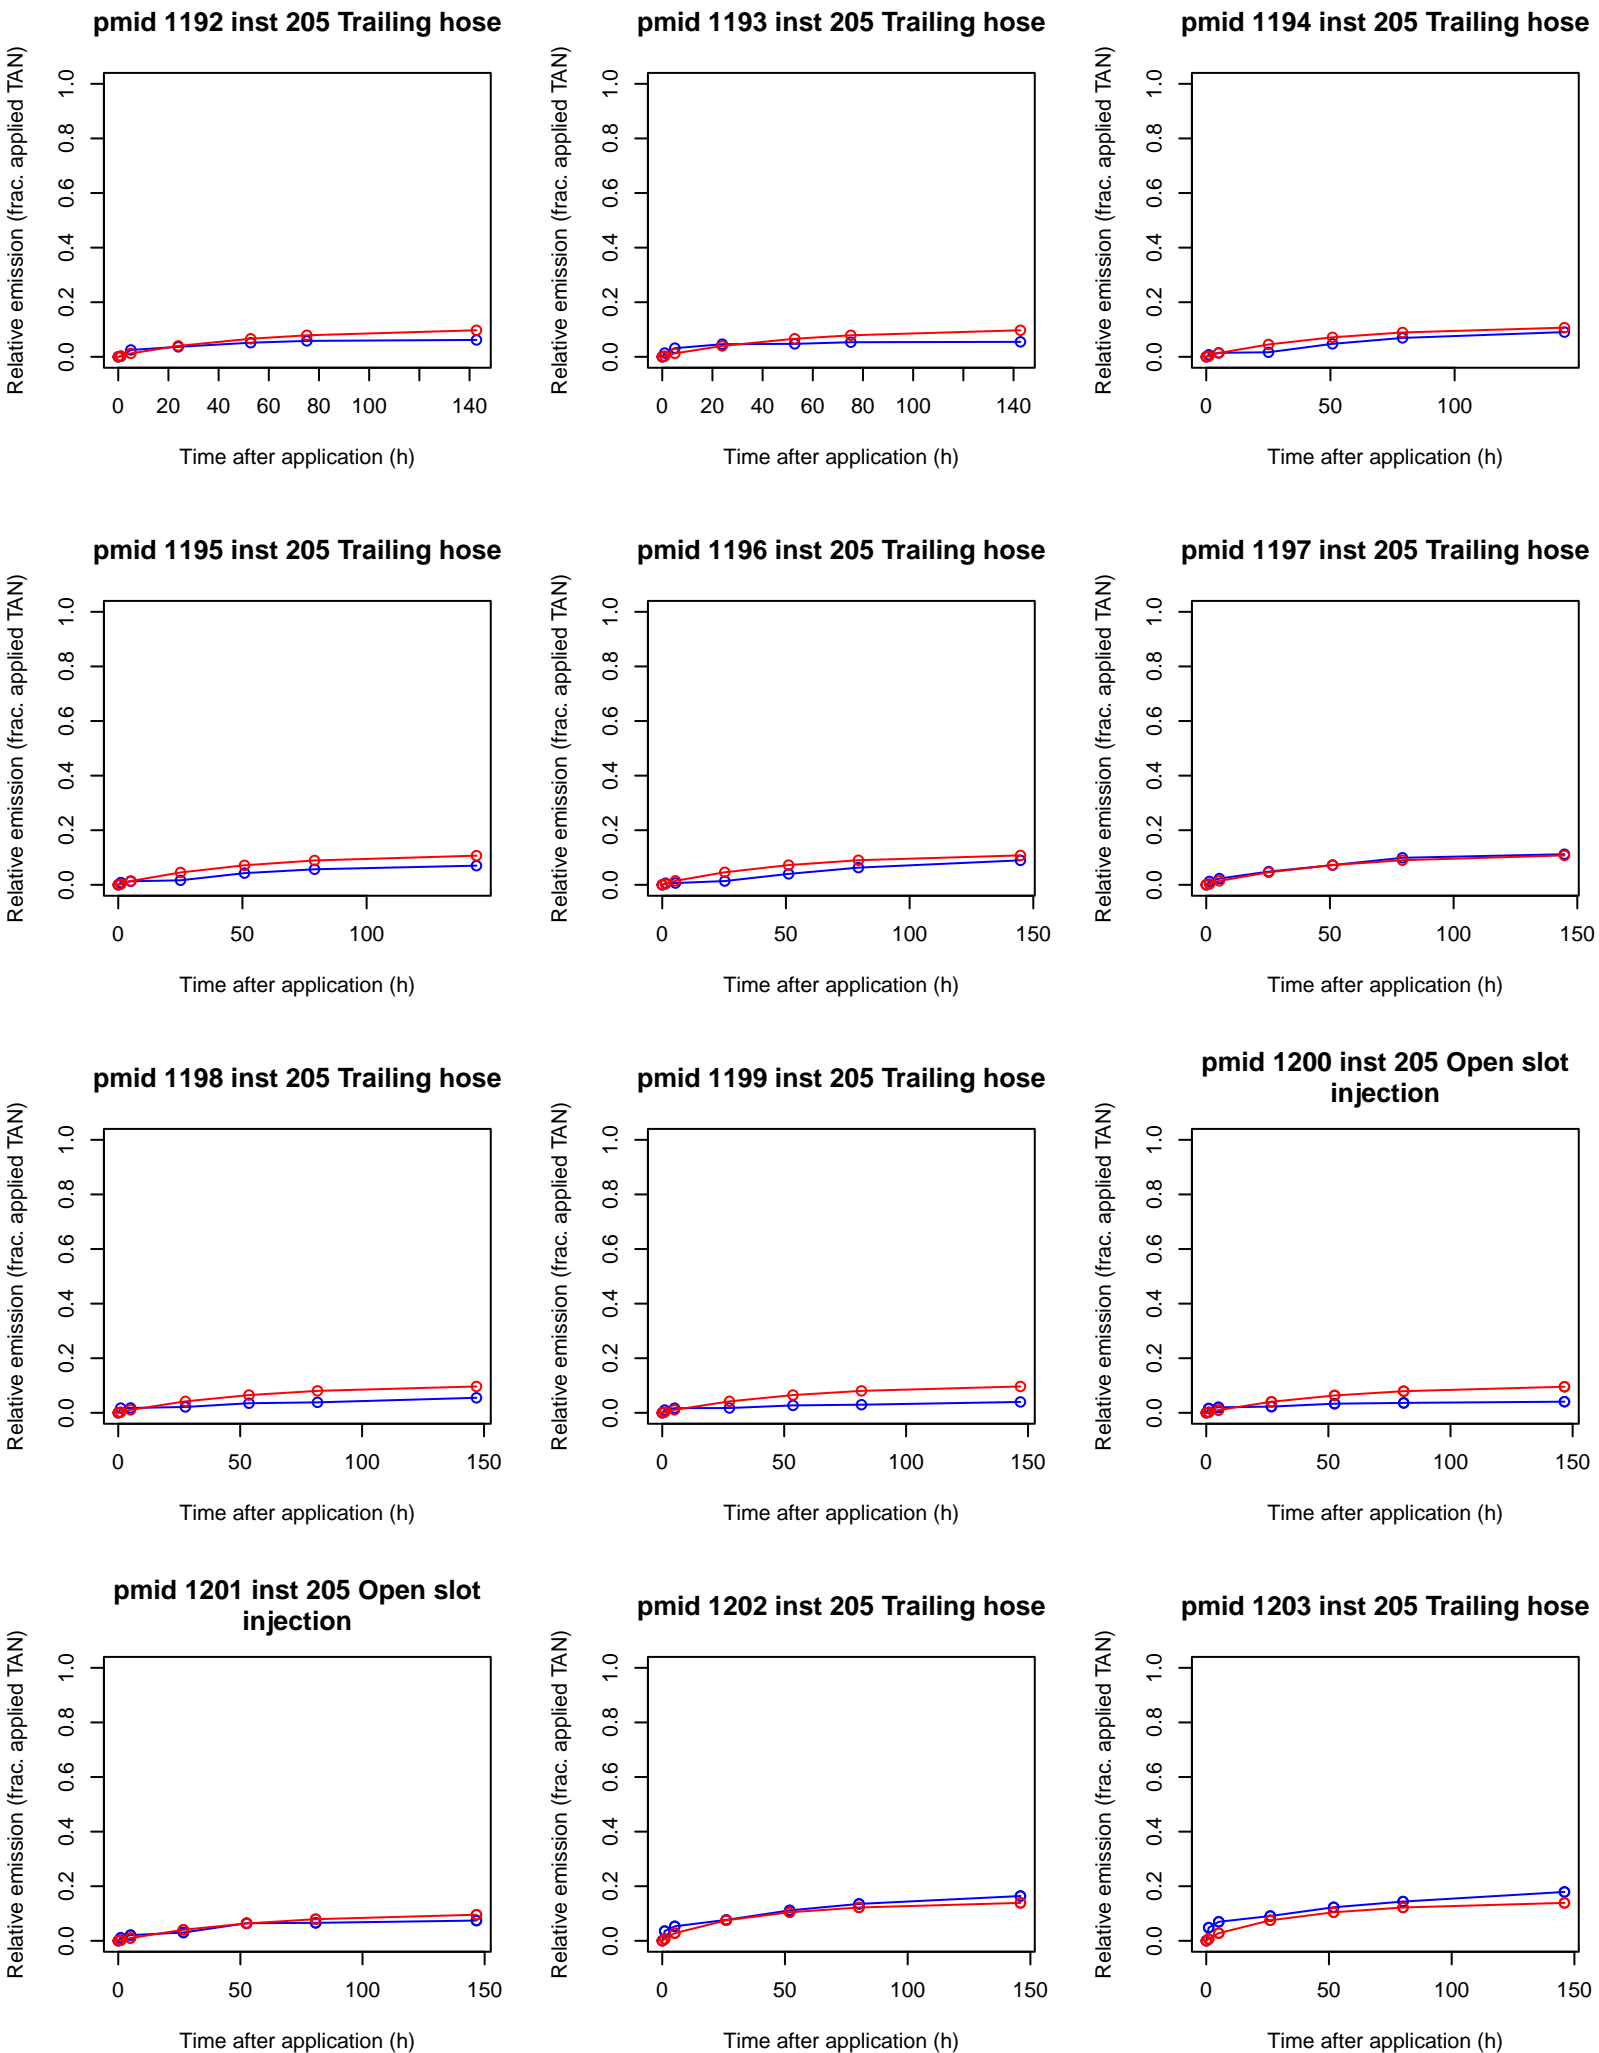 pmid 1192 inst 205 Trailing hose
Relative emission (frac. applied TAN)
1.0
0.8
0.6
0.4
0.2
0.0
0 20 40 60 80 100 140
Time after application (h)
pmid 1193 inst 205 Trailing hose
Relative emission (frac. applied TAN)
1.0
0.8
0.6
0.4
0.2
0.0
0 20 40 60 80 100 140
Time after application (h)
pmid 1194 inst 205 Trailing hose
Relative emission (frac. applied TAN)
1.0
0.8
0.6
0.4
0.2
0.0
0 50 100
Time after application (h)
pmid 1195 inst 205 Trailing hose
Relative emission (frac. applied TAN)
1.0
0.8
0.6
0.4
0.2
0.0
0 50 100
Time after application (h)
pmid 1196 inst 205 Trailing hose
Relative emission (frac. applied TAN)
1.0
0.8
0.6
0.4
0.2
0.0
0 50 100 150
Time after application (h)
pmid 1197 inst 205 Trailing hose
Relative emission (frac. applied TAN)
1.0
0.8
0.6
0.4
0.2
0.0
0 50 100 150
Time after application (h)
pmid 1198 inst 205 Trailing hose
Relative emission (frac. applied TAN)
1.0
0.8
0.6
0.4
0.2
0.0
0 50 100 150
Time after application (h)
pmid 1199 inst 205 Trailing hose
Relative emission (frac. applied TAN)
1.0
0.8
0.6
0.4
0.2
0.0
0 50 100 150
Time after application (h)
pmid 1200 inst 205 Open slot
injection
Relative emission (frac. applied TAN)
1.0
0.8
0.6
0.4
0.2
0.0
0 50 100 150
Time after application (h)
pmid 1201 inst 205 Open slot
injection
Relative emission (frac. applied TAN)
1.0
0.8
0.6
0.4
0.2
0.0
0 50 100 150
Time after application (h)
pmid 1202 inst 205 Trailing hose
Relative emission (frac. applied TAN)
1.0
0.8
0.6
0.4
0.2
0.0
0 50 100 150
Time after application (h)
pmid 1203 inst 205 Trailing hose
Relative emission (frac. applied TAN)
1.0
0.8
0.6
0.4
0.2
0.0
0 50 100 150
Time after application (h)